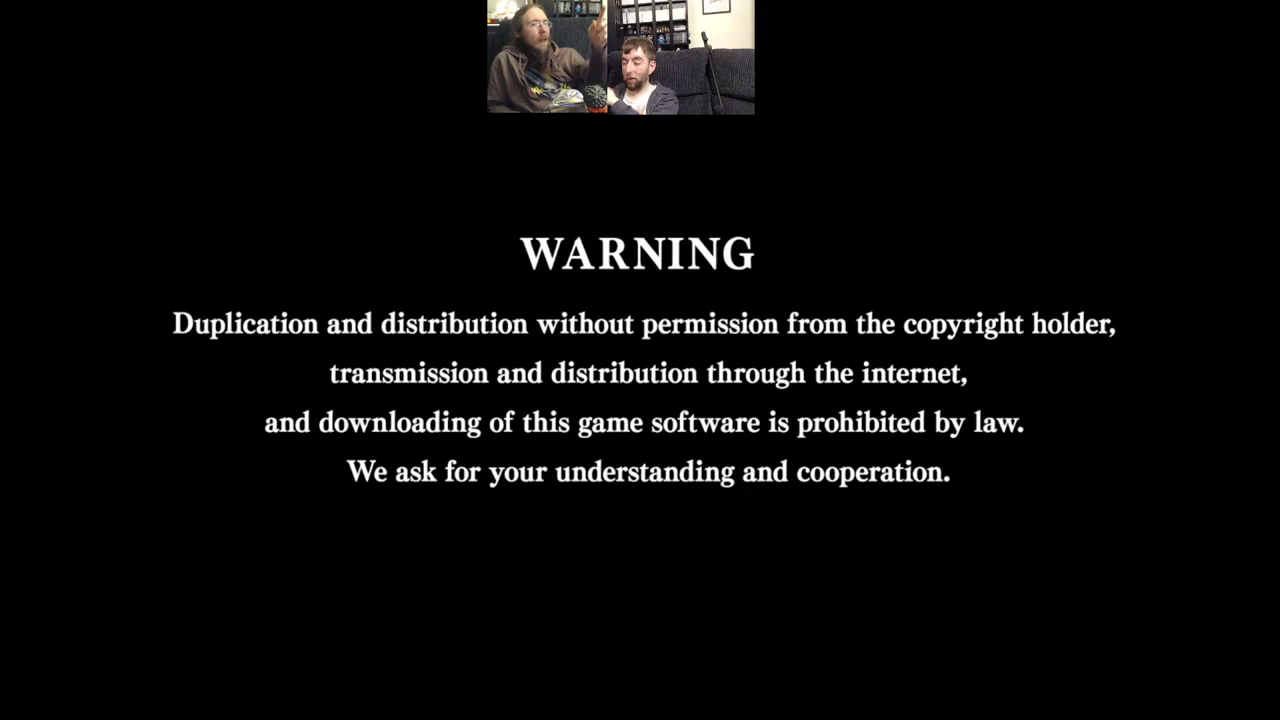 WARNING
Duplication and distribution without permission from the copyright holder,
transmission and distribution through the internet,
and downloading of this game software is prohibited by law.
We ask for your understanding and cooperation.